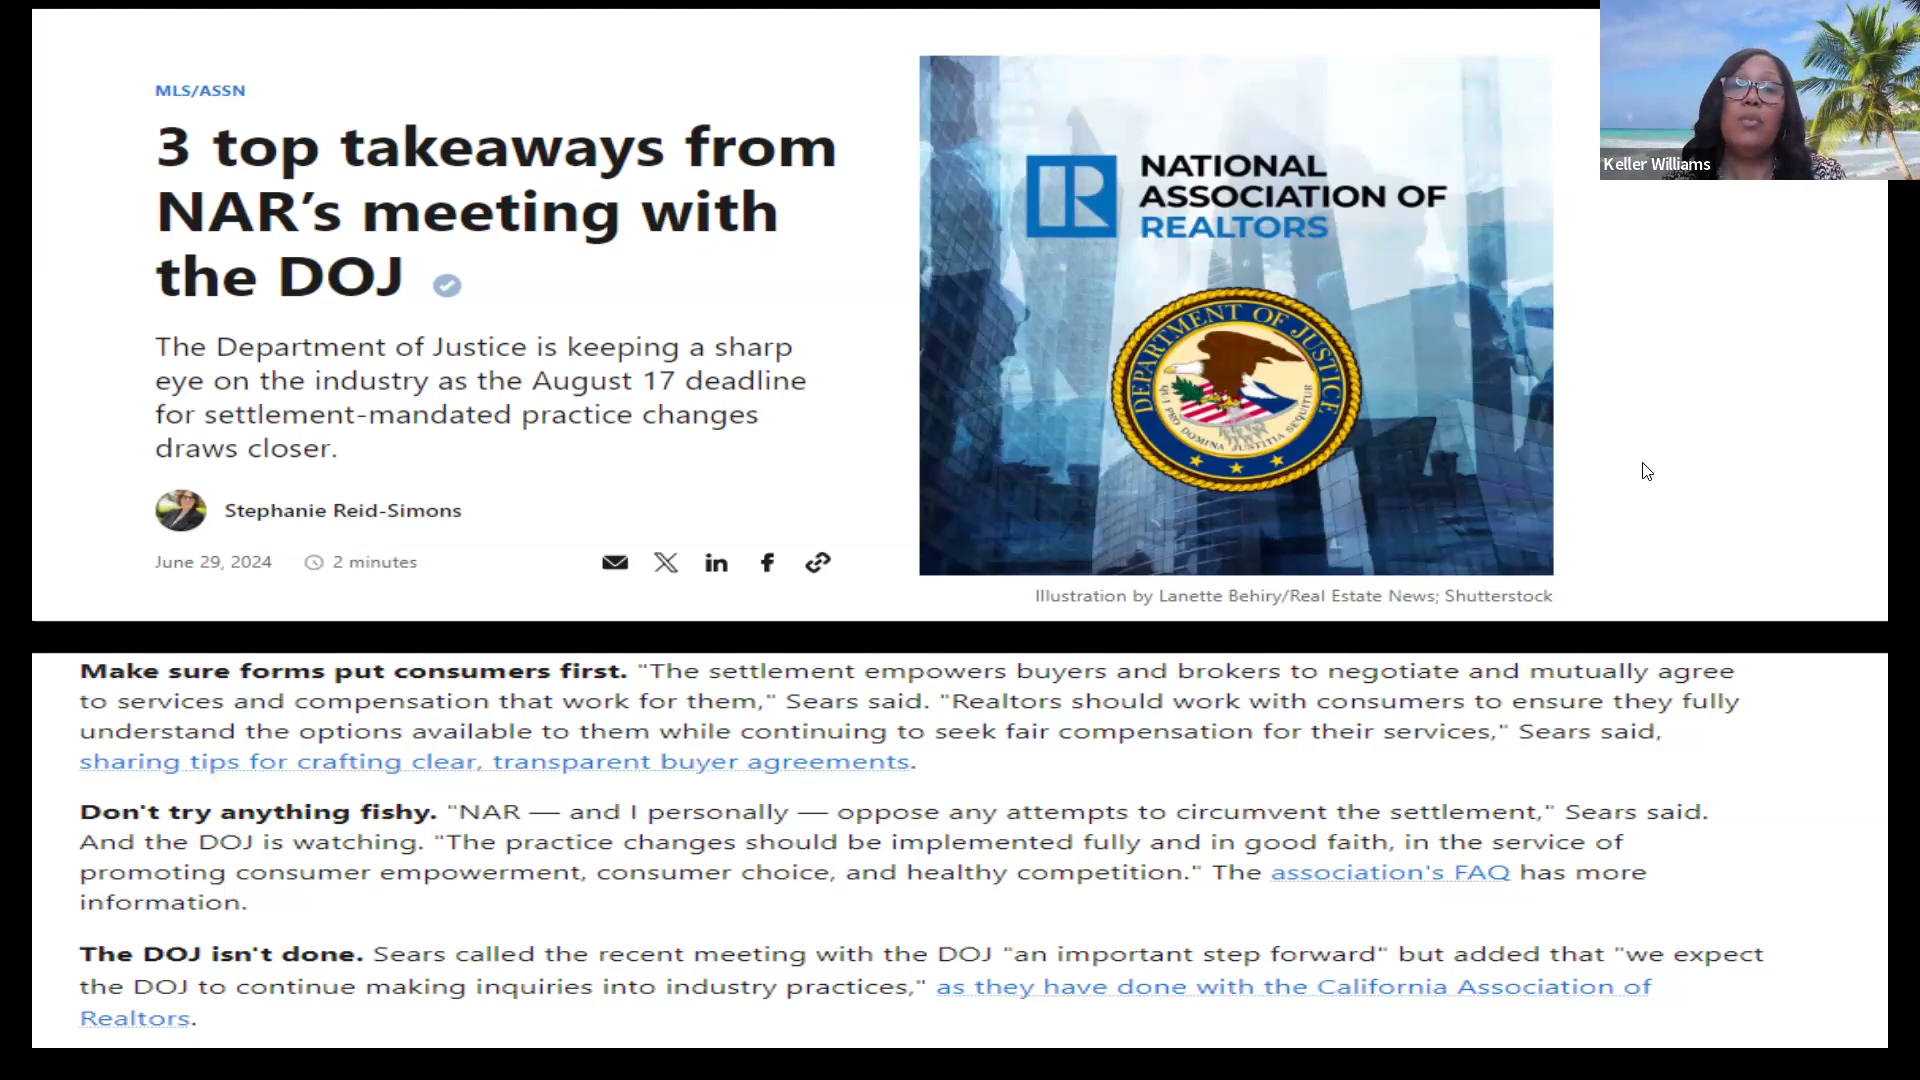 MLS/ASSN
3 top takeaways from
NAR’s meeting with
the DOJ
The Department of Justice is keeping a sharp
eye on the industry as the August 17 deadline
for settlement-mandated practice changes
draws closer.
Stephanie Reid-Simons
June 29, 2024 2 minutes
NATIONAL
ASSOCIATION OF
REALTORS
DEPARTMENT OF JUSTICE
QUI PRO DOMINA JUSTITIA SEQUITUR
Illustration by Lanette Behiry/Real Estate News; Shutterstock
Keller Williams
Make sure forms put consumers first. "The settlement empowers buyers and brokers to negotiate and mutually agree
to services and compensation that work for them," Sears said. "Realtors should work with consumers to ensure they fully
understand the options available to them while continuing to seek fair compensation for their services," Sears said,
sharing tips for crafting clear, transparent buyer agreements.
Don't try anything fishy. "NAR — and I personally — oppose any attempts to circumvent the settlement," Sears said.
And the DOJ is watching. "The practice changes should be implemented fully and in good faith, in the service of
promoting consumer empowerment, consumer choice, and healthy competition." The association's FAQ has more
information.
The DOJ isn't done. Sears called the recent meeting with the DOJ "an important step forward" but added that "we expect
the DOJ to continue making inquiries into industry practices," as they have done with the California Association of
Realtors.